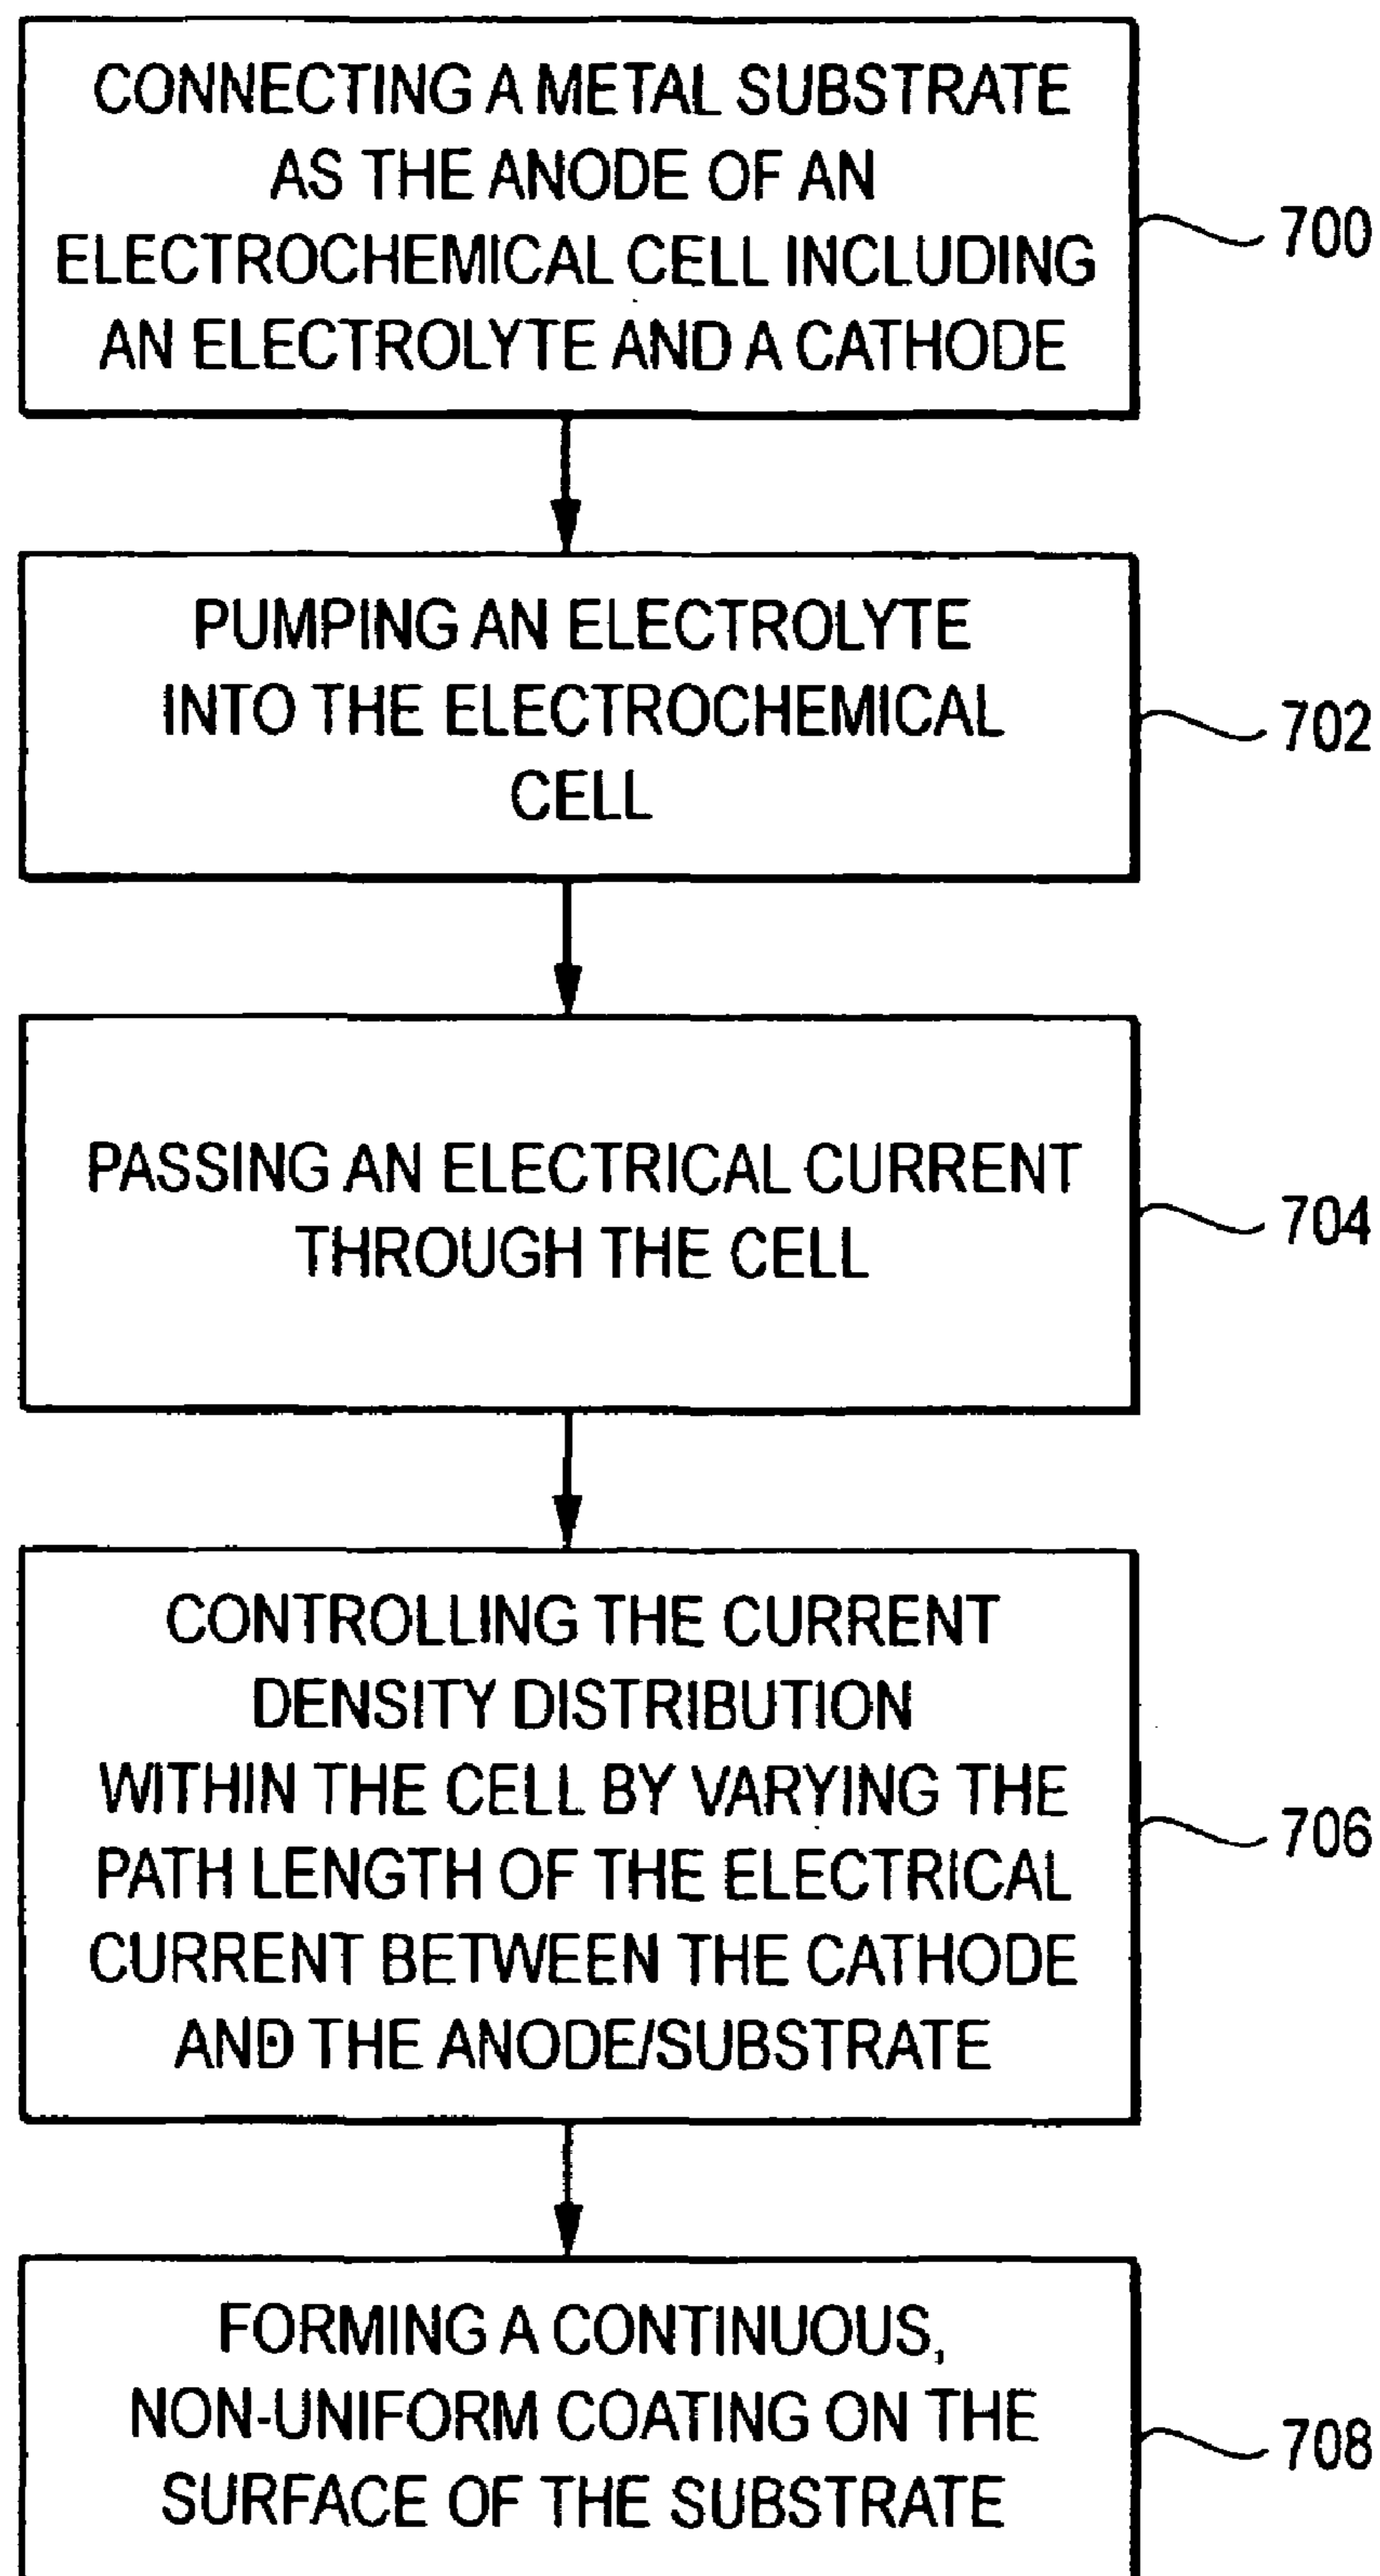 CONNECTING A METAL SUBSTRATE
AS THE ANODE OF AN
ELECTROCHEMICAL CELL INCLUDING
AN ELECTROLYTE AND A CATHODE
700
PUMPING AN ELECTROLYTE
INTO THE ELECTROCHEMICAL
CELL
702
PASSING AN ELECTRICAL CURRENT
THROUGH THE CELL
704
CONTROLLING THE CURRENT
DENSITY DISTRIBUTION
WITHIN THE CELL BY VARYING THE
PATH LENGTH OF THE ELECTRICAL
CURRENT BETWEEN THE CATHODE
AND THE ANODE/SUBSTRATE
706
FORMING A CONTINUOUS,
NON-UNIFORM COATING ON THE
SURFACE OF THE SUBSTRATE
708